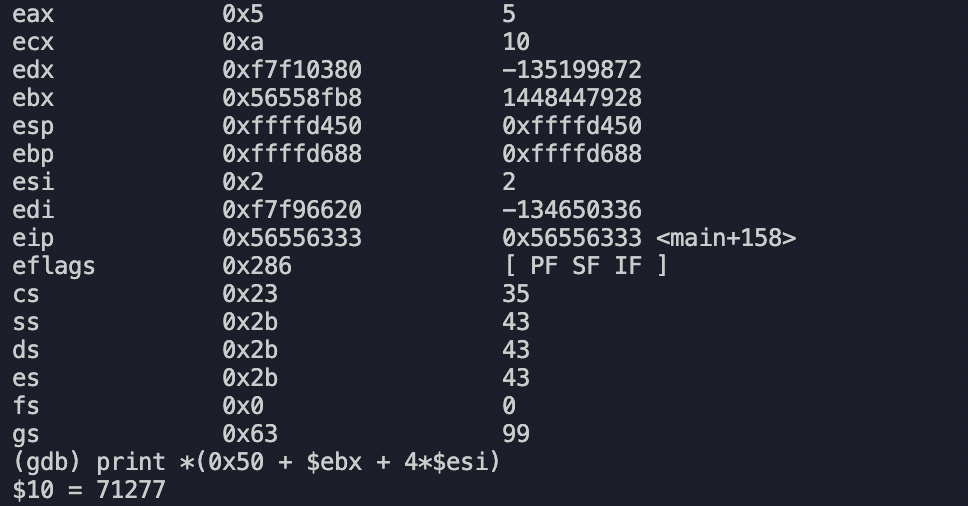 eax 0x5 5
ecx 0xa 10
edx 0xf7f10380 -135199872
ebx 0x56558fb8 1448447928
esp 0xffffd450 0xffffd450
ebp 0xffffd688 0xffffd688
esi 0x2 2
edi 0xf7f96620 -134650336
eip 0x56556333 0x56556333 <main+158>
eflags 0x286 [ PF SF IF ]
cs 0x23 35
ss 0x2b 43
ds 0x2b 43
es 0x2b 43
fs 0x0 0
gs 0x63 99
(gdb) print *(0x50 + $ebx + 4*$esi)
$10 = 71277